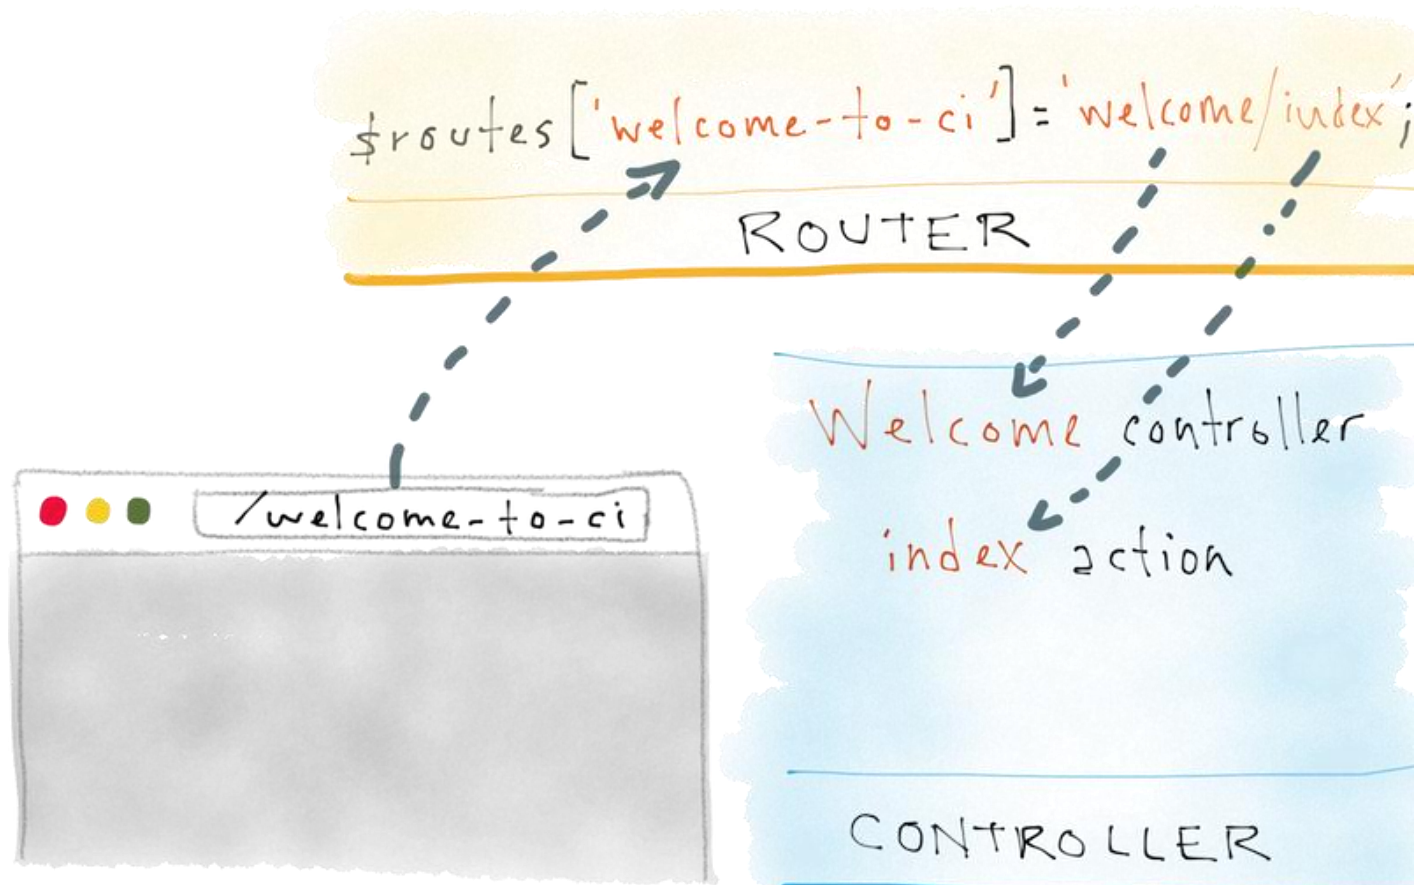 $routes['welcome-to-ci']='welcome/index';
ROUTER
Welcome controller
/welcome-to-ci
index action
CONTROLLER